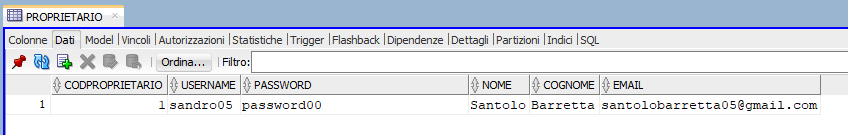 PROPRIETARIO
Colonne Dati Model Vincoli Autorizzazioni Statistiche Trigger Flashback Dipendenze Dettagli Partizioni Indici SQL
Ordina... Filtro:
CODPROPRIETARIO USERNAME PASSWORD NOME COGNOME EMAIL
1 1 sandro05 password00 Santolo Barretta santolobarretta05@gmail.com